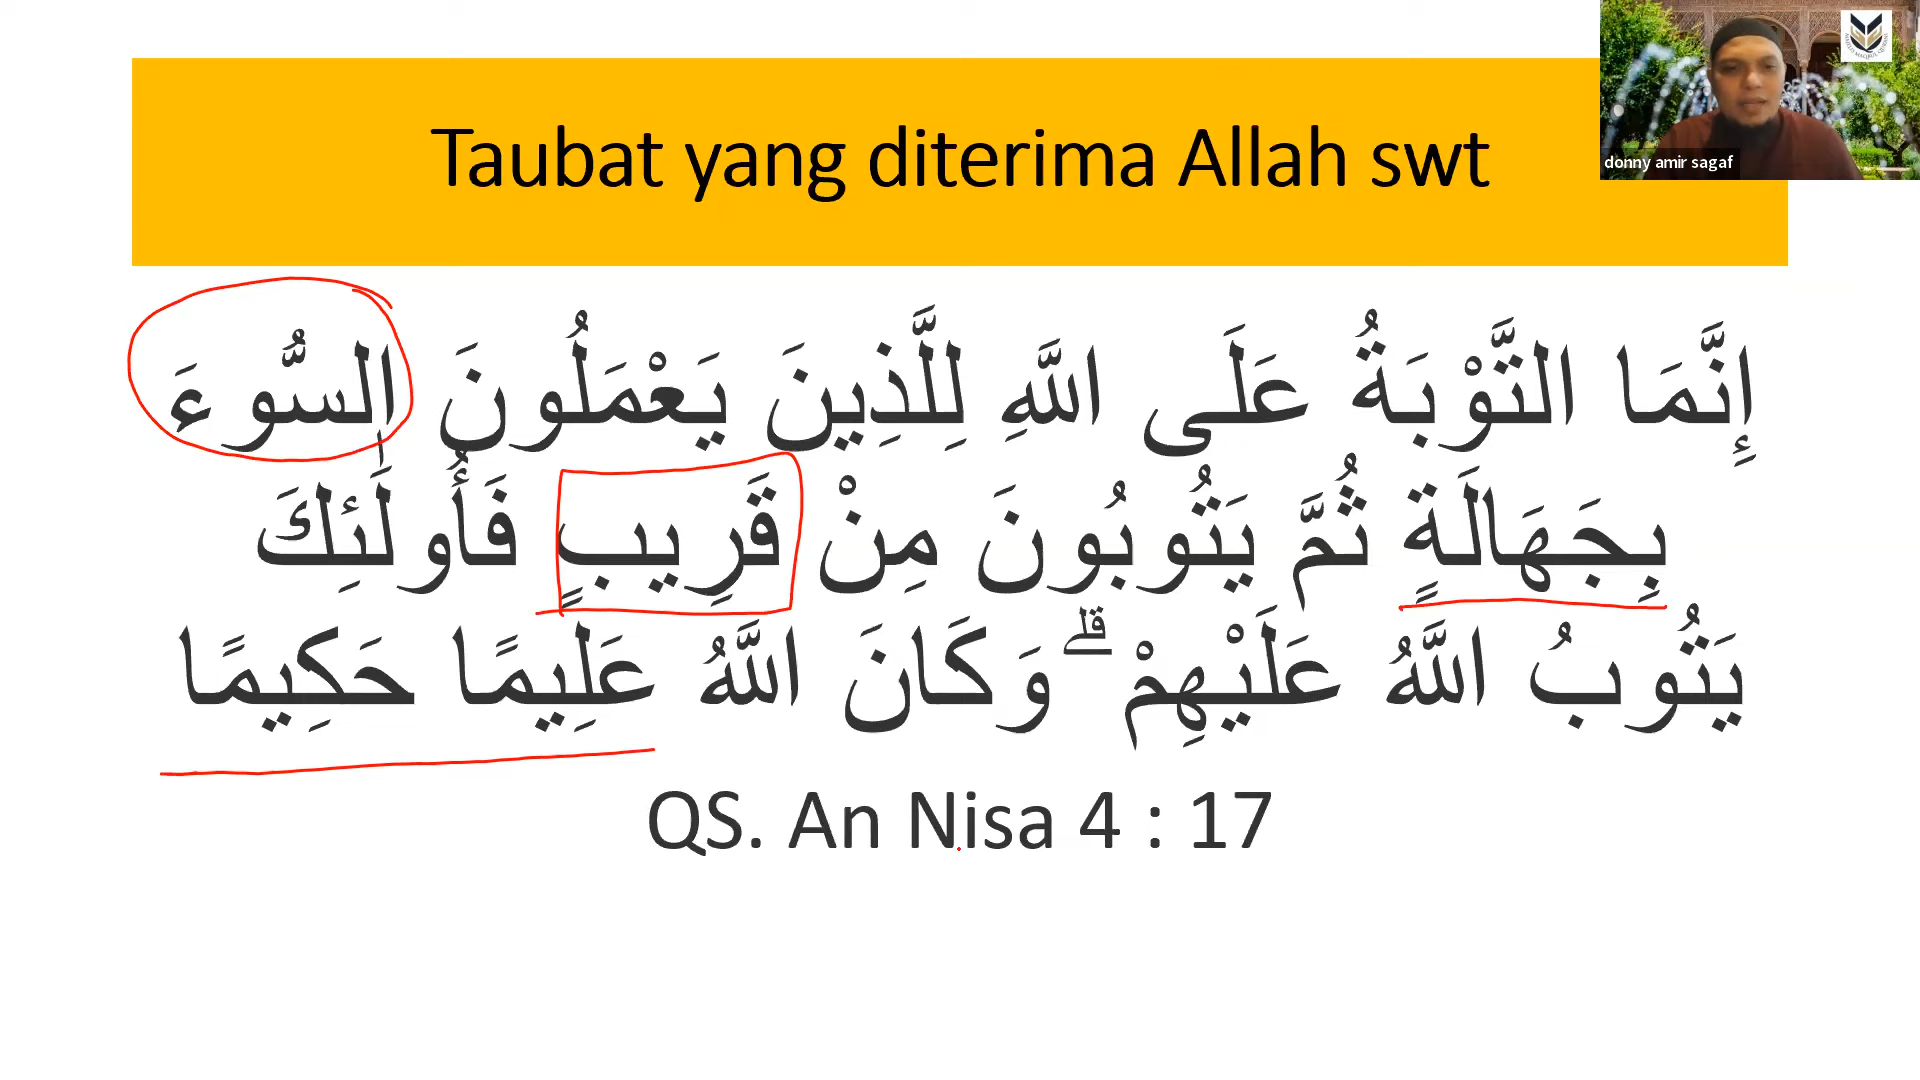 Taubat yang diterima Allah swt
donny amir sagaf
إِنَّمَا التَّوْبَةُ عَلَى اللَّهِ لِلَّذِينَ يَعْمَلُونَ السُّوءَ
بِجَهَالَةٍ ثُمَّ يَتُوبُونَ مِنْ قَرِيبٍ فَأُولَٰئِكَ
يَتُوبُ اللَّهُ عَلَيْهِمْ ۗ وَكَانَ اللَّهُ عَلِيمًا حَكِيمًا
QS. An Nisa 4 : 17